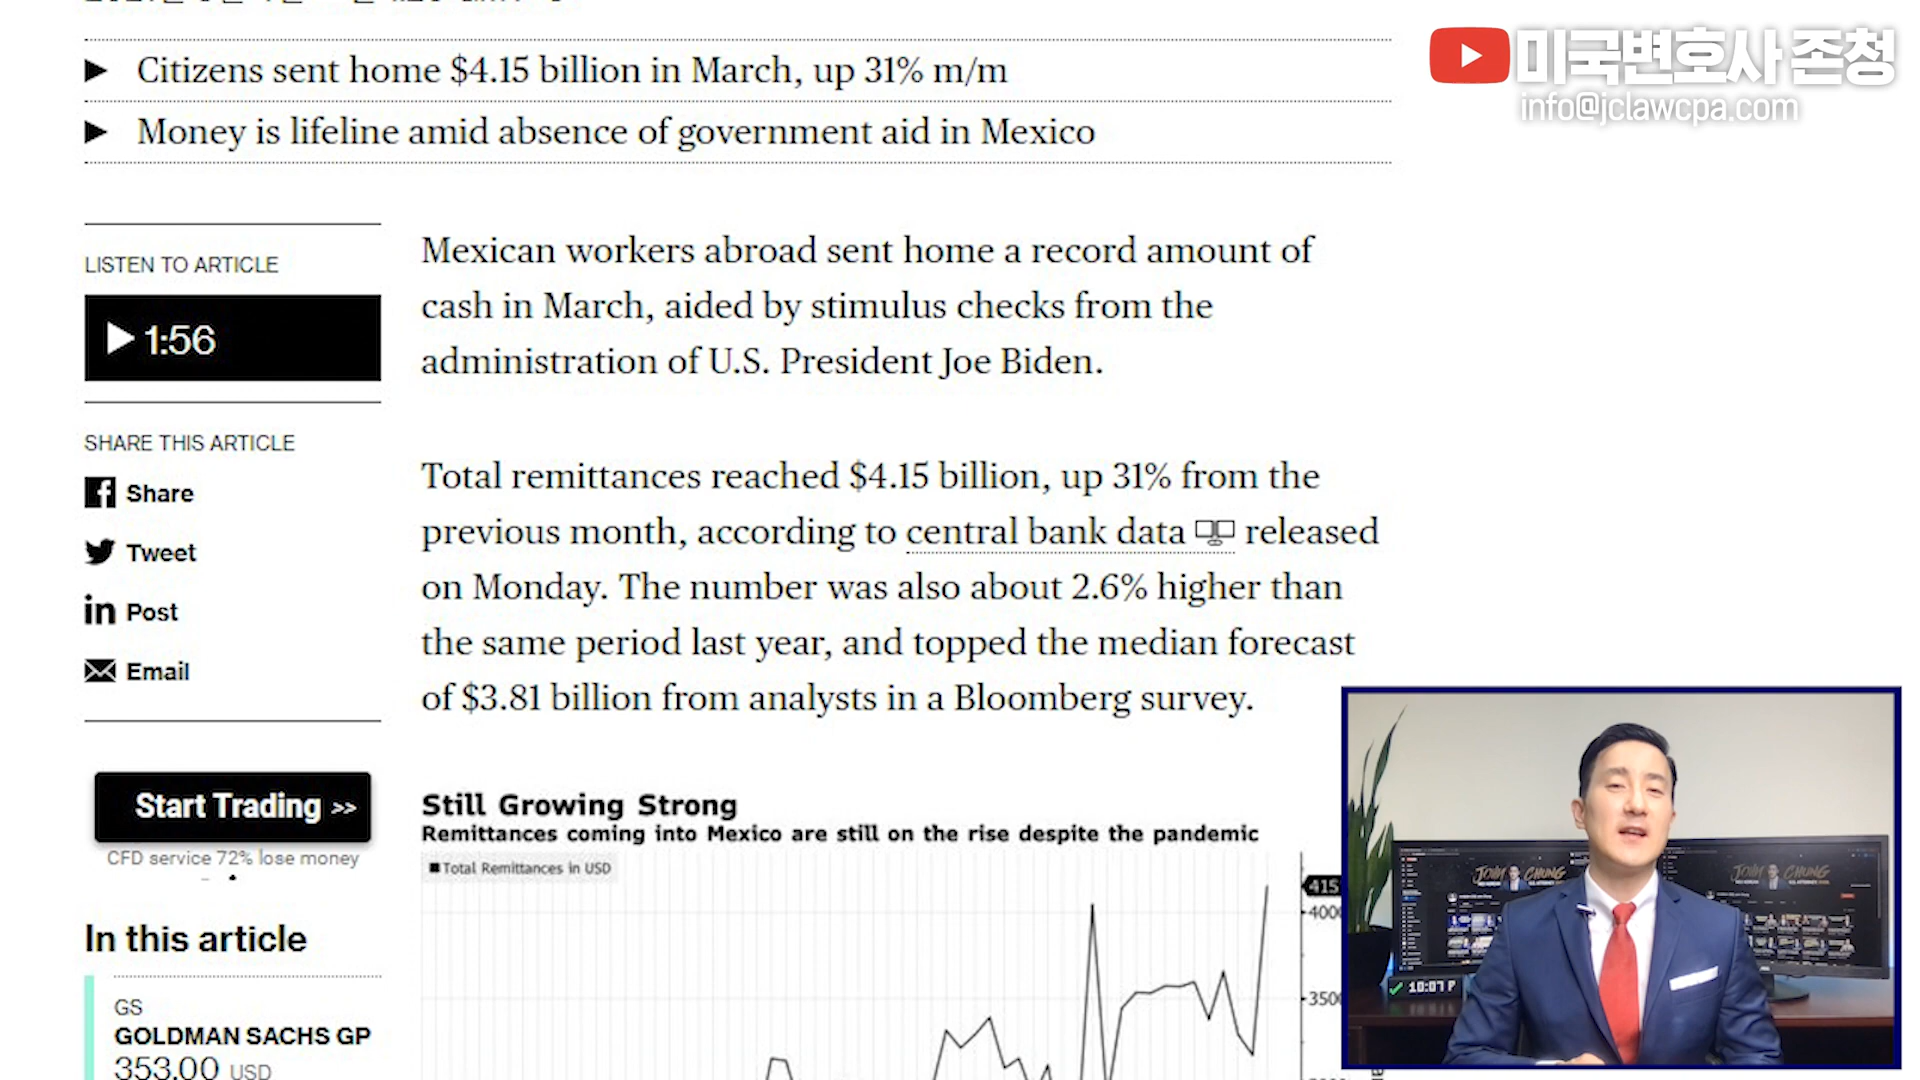 ▶ Citizens sent home $4.15 billion in March, up 31% m/m
▶ Money is lifeline amid absence of government aid in Mexico
미국변호사 존청
info@jclawcpa.com
LISTEN TO ARTICLE
1:56
SHARE THIS ARTICLE
Share
Tweet
in Post
Email
Start Trading >>
CFD service 72% lose money
In this article
GS
GOLDMAN SACHS GP
353.00 USD
Mexican workers abroad sent home a record amount of
cash in March, aided by stimulus checks from the
administration of U.S. President Joe Biden.
Total remittances reached $4.15 billion, up 31% from the
previous month, according to central bank data released
on Monday. The number was also about 2.6% higher than
the same period last year, and topped the median forecast
of $3.81 billion from analysts in a Bloomberg survey.
Still Growing Strong
Remittances coming into Mexico are still on the rise despite the pandemic
Total Remittances in USD
415
400
350
JOHN CHUNG
JOHN CHUNG
10:07 P